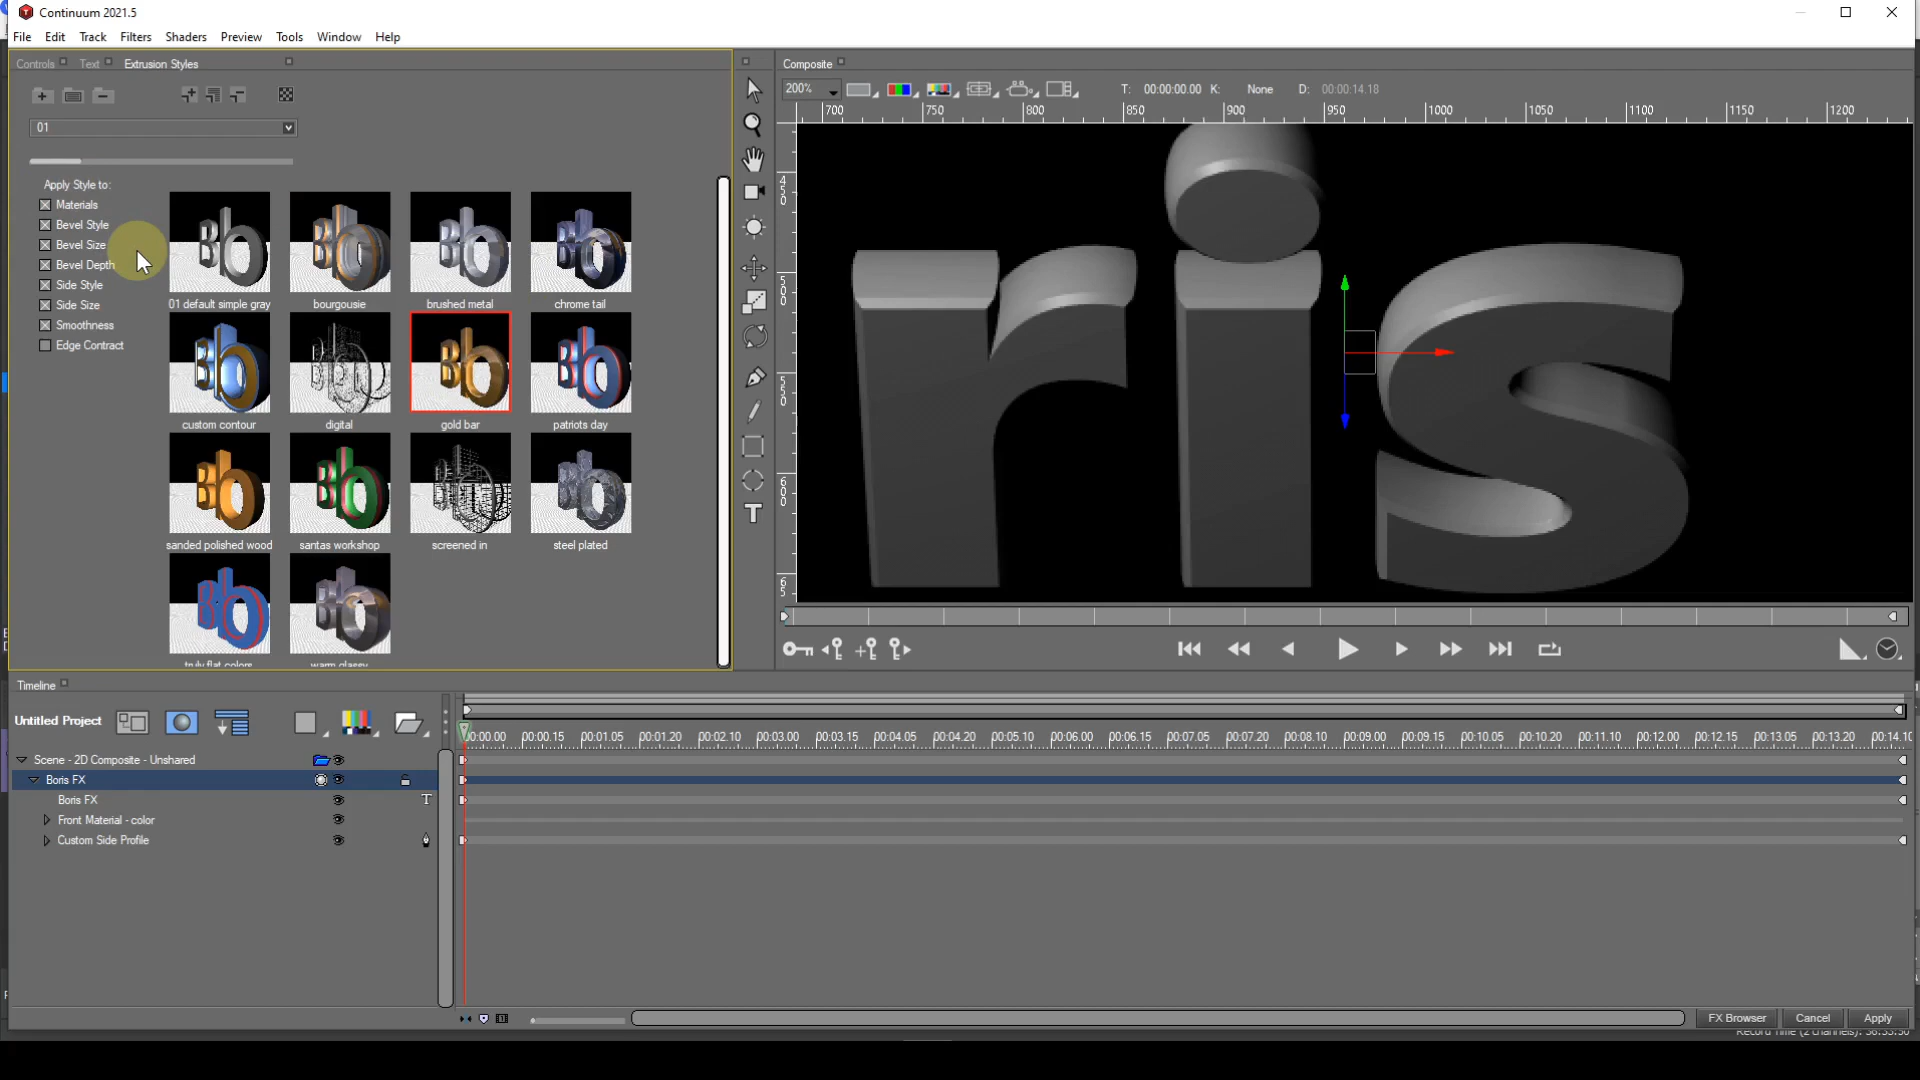 Continuum 2021.5
File Edit Track Filters Shaders Preview Tools Window Help
Controls Text Extrusion Styles
Composite
200% T: 00:00:00.00 K: None D: 00:00:14.18
700 750 800 850 900 950 1000 1050 1100 1150 1200
01
Apply Style to:
Materials
Bevel Style
Bevel Size
Bevel Depth
Side Style
Side Size
Smoothness
Edge Contract
01 default simple gray bourgousie brushed metal chrome tail
custom contour digital gold bar patriots day
sanded polished wood santas workshop screened in steel plated
truly flat colors warm glassy
ris
Timeline
Untitled Project
00:00.00 00:00.15 00:01.05 00:01.20 00:02.10 00:03.00 00:03.15 00:04.05 00:04.20 00:05.10 00:06.00 00:06.15 00:07.05 00:07.20 00:08.10 00:09.00 00:09.15 00:10.05 00:10.20 00:11.10 00:12.00 00:12.15 00:13.05 00:13.20 00:14.10
Scene - 2D Composite - Unshared
Boris FX
Boris FX T
Front Material - color
Custom Side Profile
FX Browser Cancel Apply